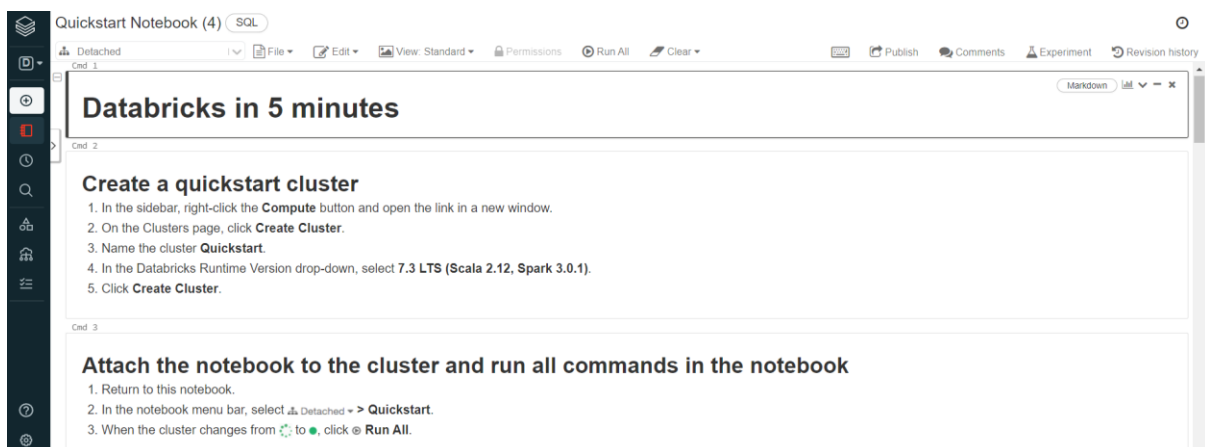 Quickstart Notebook (4) SQL
Detached File Edit View: Standard Permissions Run All Clear Publish Comments Experiment Revision history
D
Cmd 1
Markdown
Databricks in 5 minutes
Cmd 2
Create a quickstart cluster
1. In the sidebar, right-click the Compute button and open the link in a new window.
2. On the Clusters page, click Create Cluster.
3. Name the cluster Quickstart.
4. In the Databricks Runtime Version drop-down, select 7.3 LTS (Scala 2.12, Spark 3.0.1).
5. Click Create Cluster.
Cmd 3
Attach the notebook to the cluster and run all commands in the notebook
1. Return to this notebook.
2. In the notebook menu bar, select Detached > Quickstart.
3. When the cluster changes from to , click Run All.